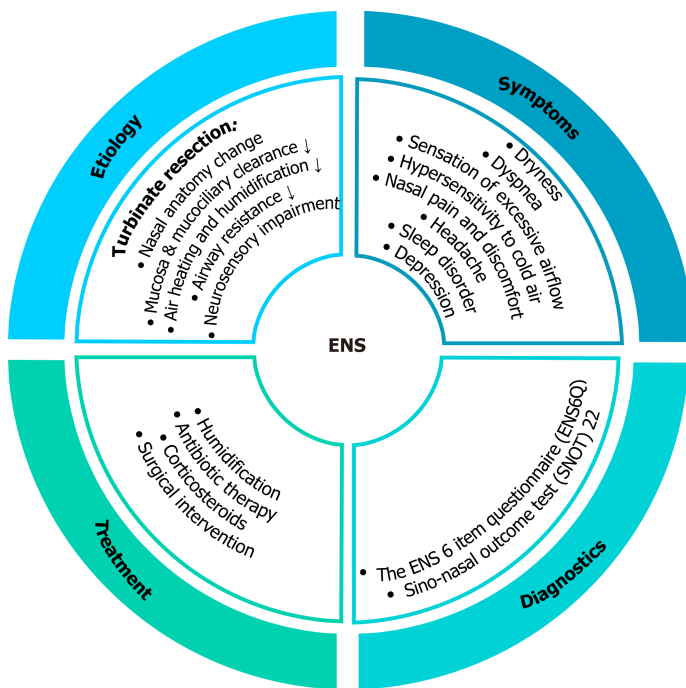 Etiology
Turbinate resection:
• Nasal anatomy change
• Mucosa & mucociliary clearance ↓
• Air heating and humidification ↓
• Airway resistance ↓
• Neurosensory impairment
Symptoms
• Dryness
• Dyspnea
• Sensation of excessive airflow
• Hypersensitivity to cold air
• Nasal pain and discomfort
• Headache
• Sleep disorder
• Depression
ENS
Treatment
• Humidification
• Antibiotic therapy
• Corticosteroids
• Surgical intervention
Diagnostics
• The ENS 6 item questionnaire (ENS6Q)
• Sino-nasal outcome test (SNOT) 22